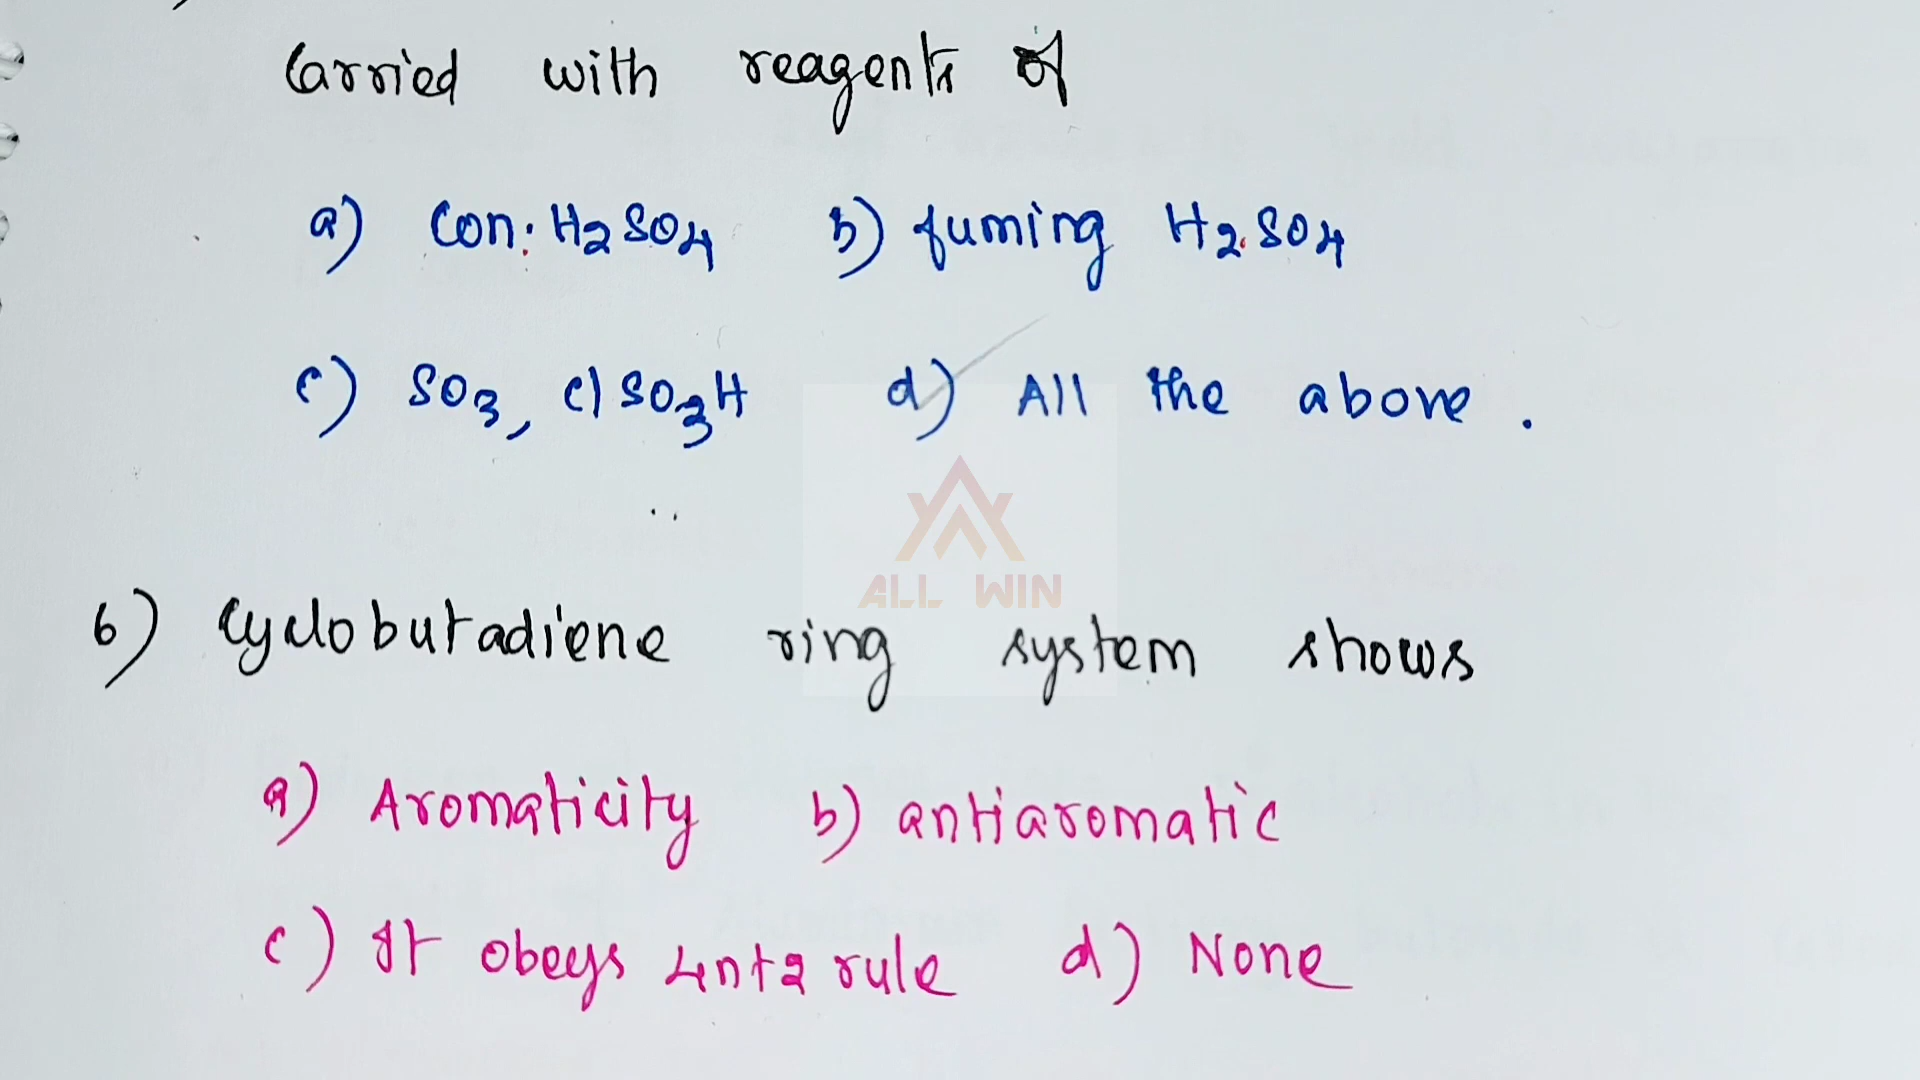 Carried with reagents of
a) Con: H2SO4 b) fuming H2SO4
c) SO3, ClSO3H d) All the above.
ALL WIN
6) Cyclobutadiene ring system shows
a) Aromaticity b) antiaromatic
c) It obeys 4n+2 rule d) None